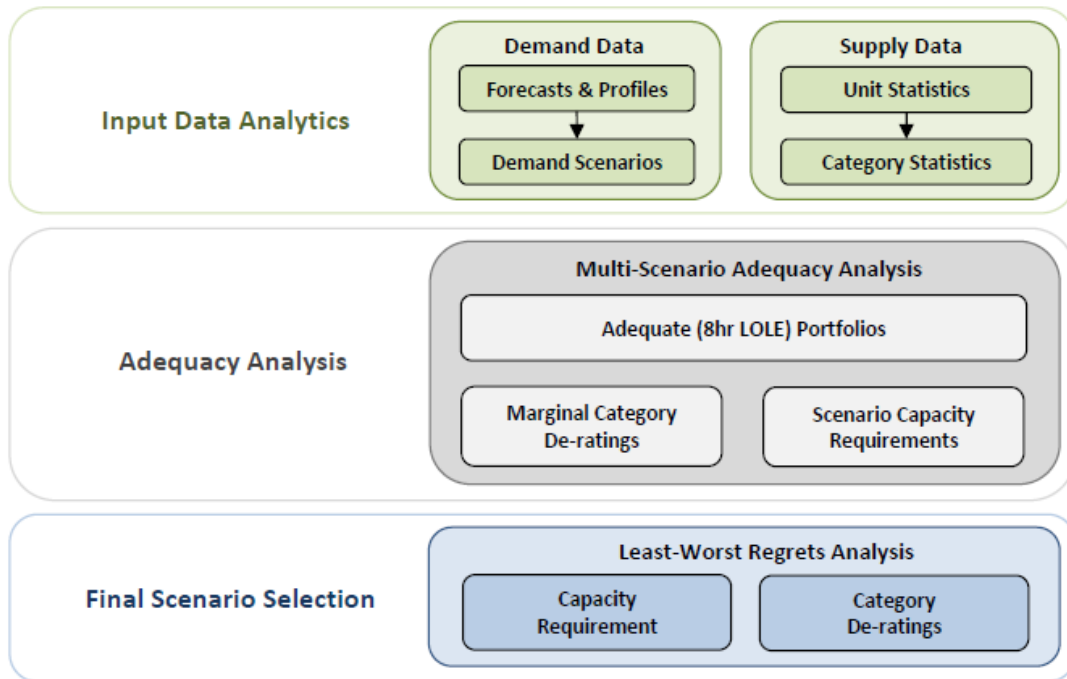 Input Data Analytics
Demand Data
Forecasts & Profiles
Demand Scenarios
Supply Data
Unit Statistics
Category Statistics
Adequacy Analysis
Multi-Scenario Adequacy Analysis
Adequate (8hr LOLE) Portfolios
Marginal Category
De-ratings
Scenario Capacity
Requirements
Final Scenario Selection
Least-Worst Regrets Analysis
Capacity
Requirement
Category
De-ratings